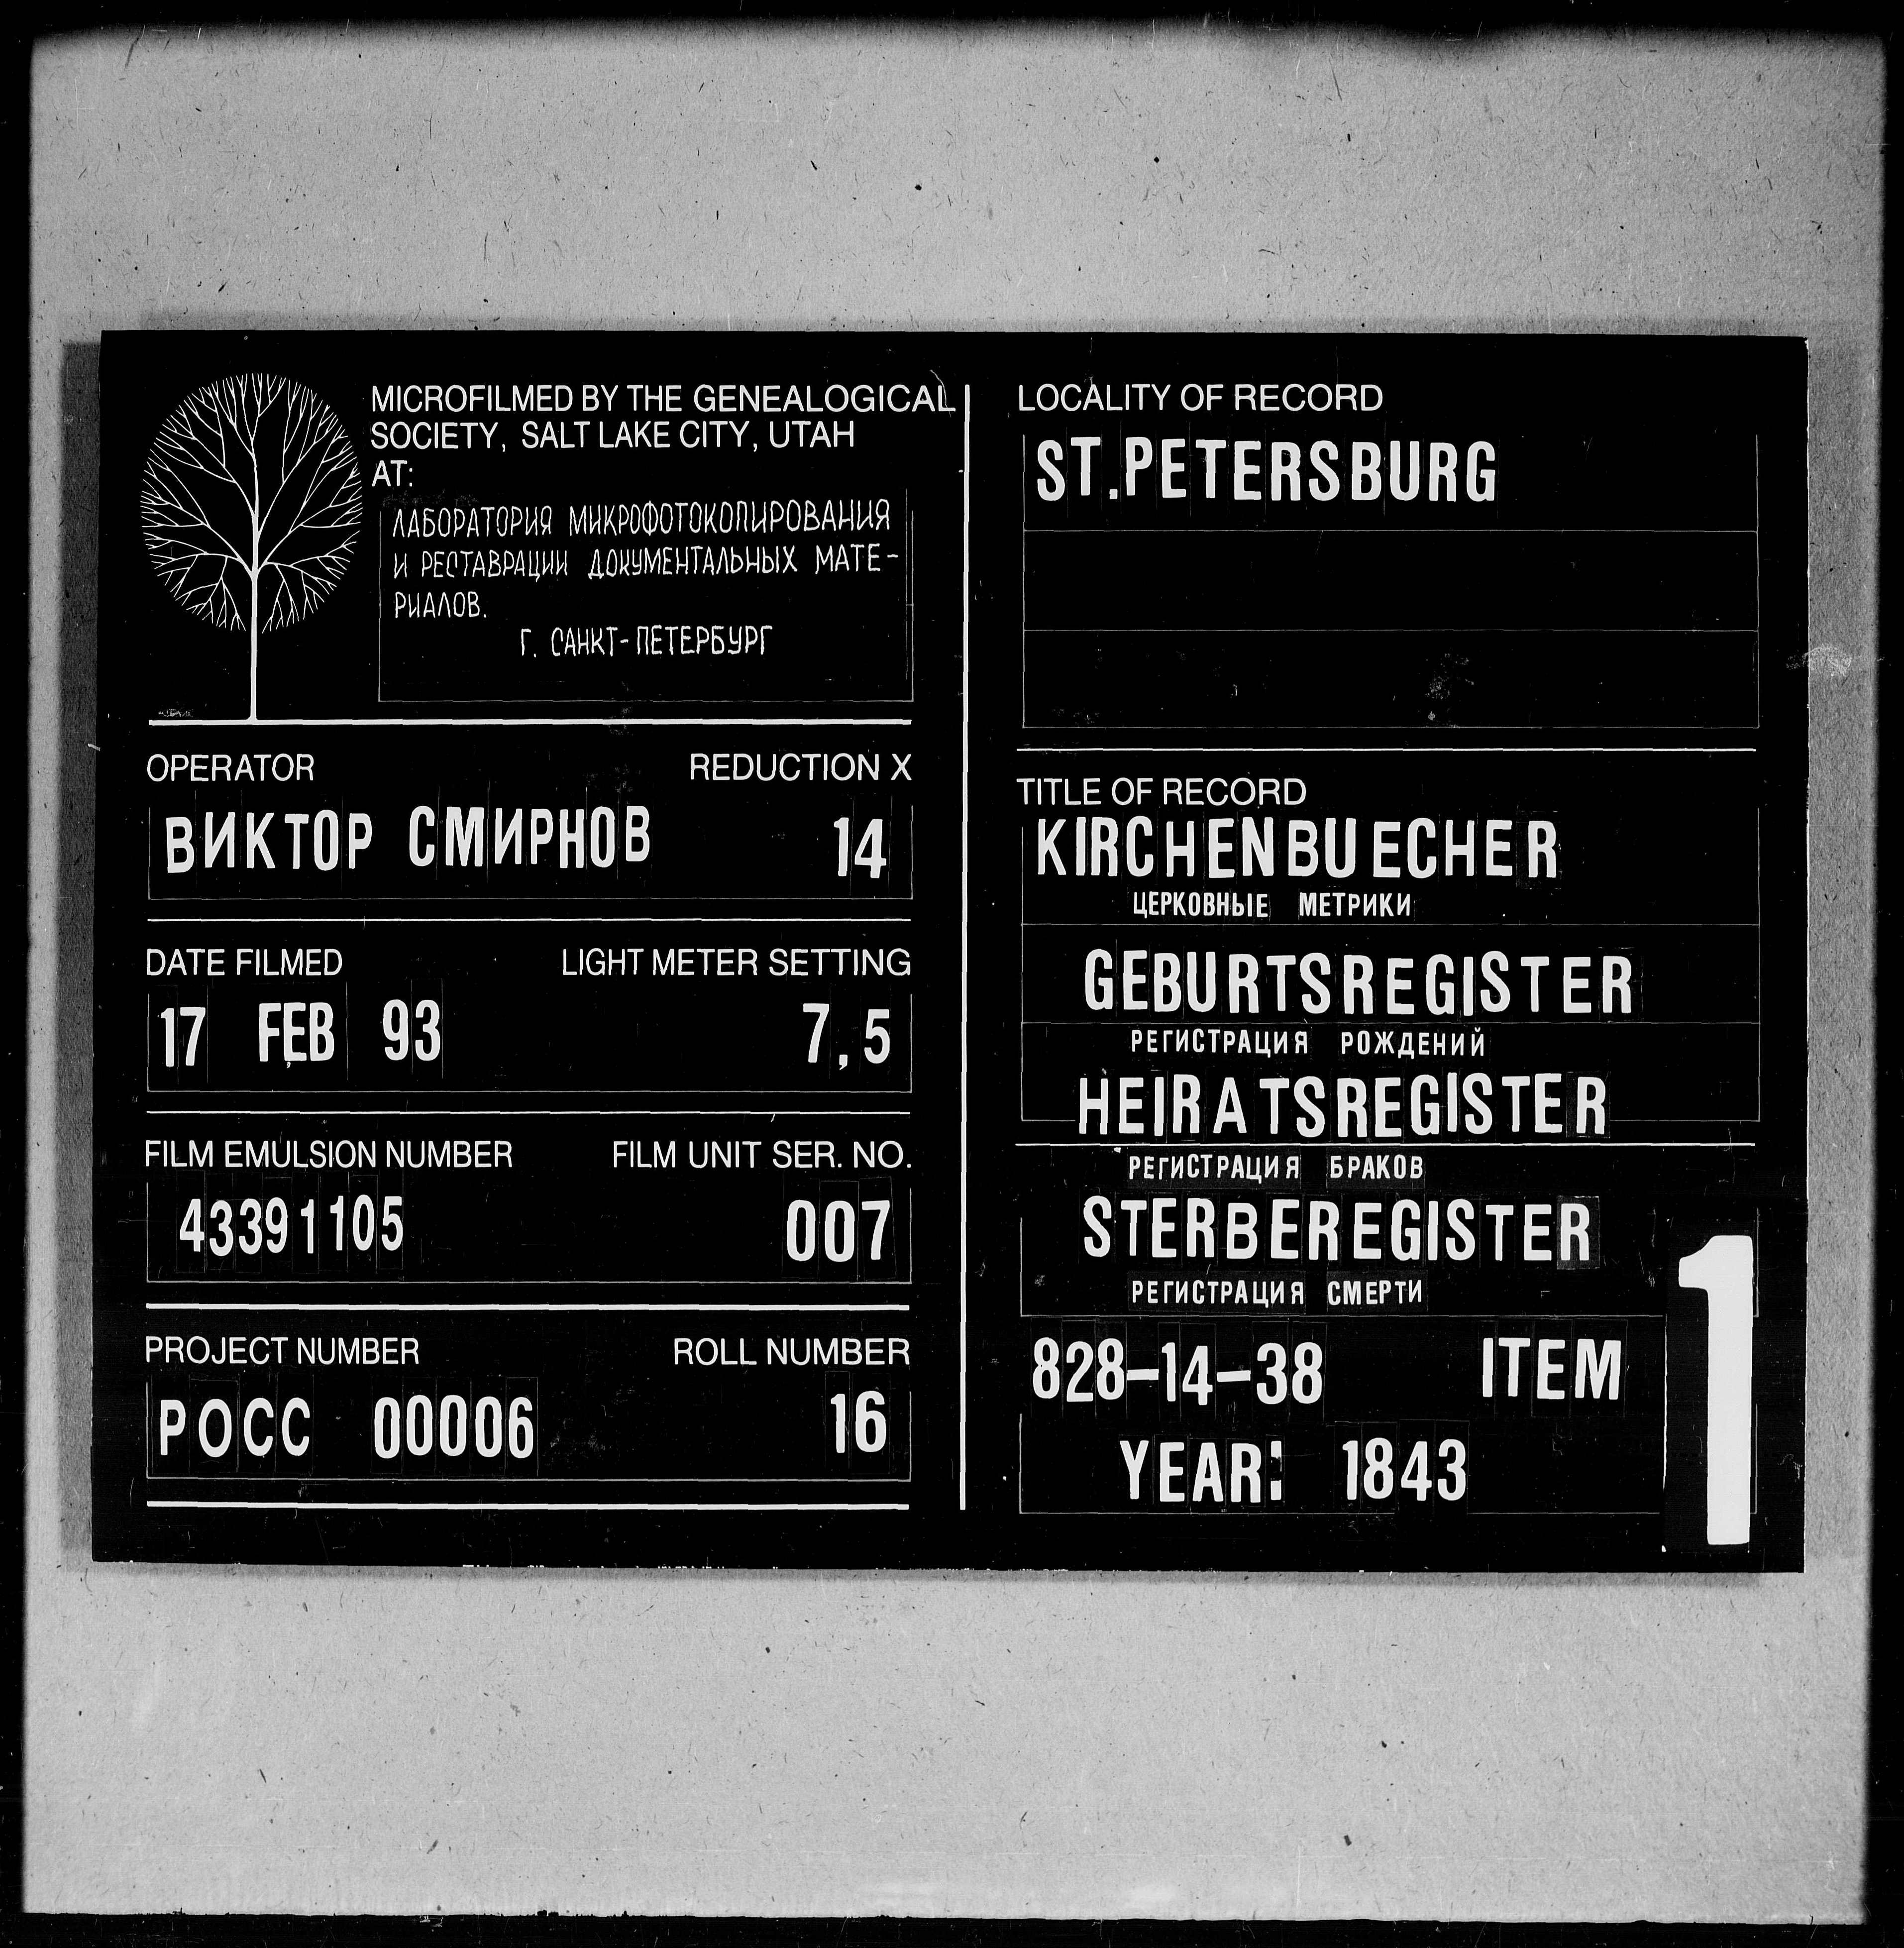 MICROFILMED BY THE GENEALOGICAL
SOCIETY, SALT LAKE CITY, UTAH
AT:
ЛАБОРАТОРИЯ МИКРОФОТОКОПИРОВАНИЯ
И РЕСТАВРАЦИИ ДОКУМЕНТАЛЬНЫХ МАТЕ-
РИАЛОВ.
Г. САНКТ-ПЕТЕРБУРГ
OPERATOR REDUCTION X
ВИКТОР СМИРНОВ 14
DATE FILMED LIGHT METER SETTING
17 FEB 93 7,5
FILM EMULSION NUMBER FILM UNIT SER. NO.
43391105 007
PROJECT NUMBER ROLL NUMBER
РОСС 00006 16
LOCALITY OF RECORD
ST.PETERSBURG
TITLE OF RECORD
KIRCHENBUECHER
ЦЕРКОВНЫЕ МЕТРИКИ
GEBURTSREGISTER
РЕГИСТРАЦИЯ РОЖДЕНИЙ
HEIRATSREGISTER
РЕГИСТРАЦИЯ БРАКОВ
STERBEREGISTER
РЕГИСТРАЦИЯ СМЕРТИ
828-14-38 ITEM 1
YEAR: 1843